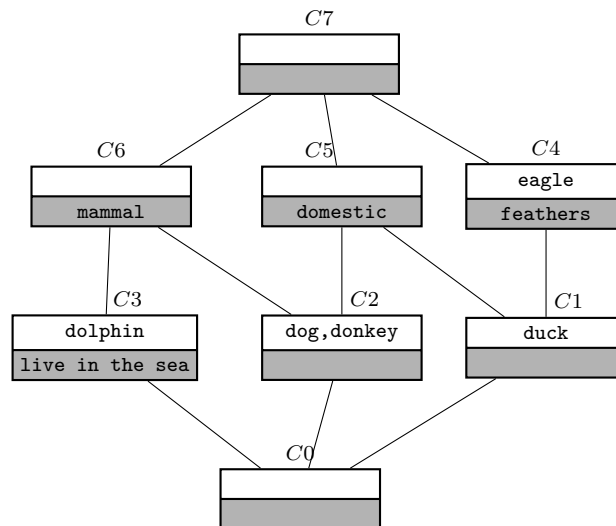 C7
C6
C5
C4
mammal
domestic
eagle
feathers
C3
C2
C1
dolphin
live in the sea
dog,donkey
duck
C0